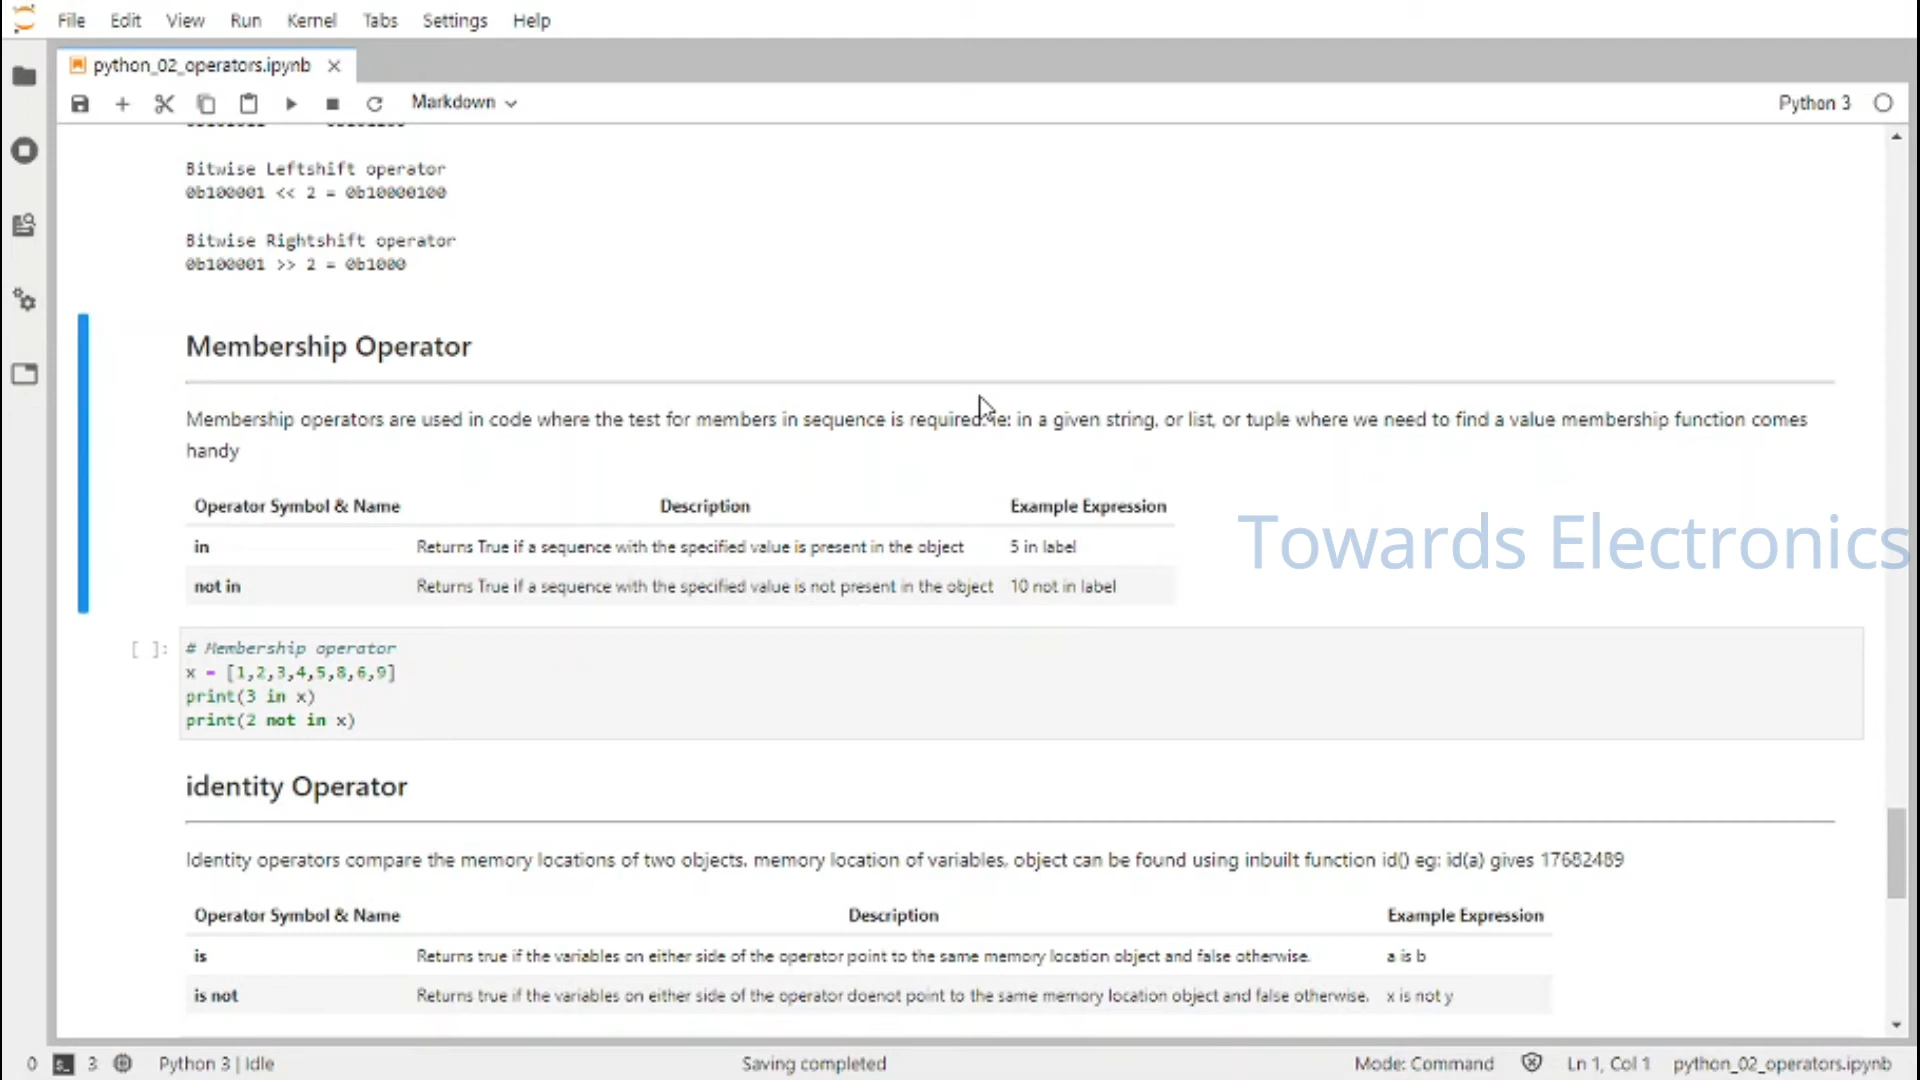 File Edit View Run Kernel Tabs Settings Help
python_02_operators.ipynb
Markdown
Python 3
Bitwise Leftshift operator
0b100001 << 2 = 0b10000100
Bitwise Rightshift operator
0b100001 >> 2 = 0b1000
Membership Operator
Membership operators are used in code where the test for members in sequence is required. ie: in a given string, or list, or tuple where we need to find a value membership function comes
handy
Operator Symbol & Name Description Example Expression
in Returns True if a sequence with the specified value is present in the object 5 in label
not in Returns True if a sequence with the specified value is not present in the object 10 not in label
Towards Electronics
[ ]: # Membership operator
x = [1,2,3,4,5,8,6,9]
print(3 in x)
print(2 not in x)
identity Operator
Identity operators compare the memory locations of two objects. memory location of variables, object can be found using inbuilt function id() eg: id(a) gives 17682489
Operator Symbol & Name Description Example Expression
is Returns true if the variables on either side of the operator point to the same memory location object and false otherwise. a is b
is not Returns true if the variables on either side of the operator doenot point to the same memory location object and false otherwise. x is not y
0 3 Python 3 | Idle Saving completed Mode: Command Ln 1, Col 1 python_02_operators.ipynb